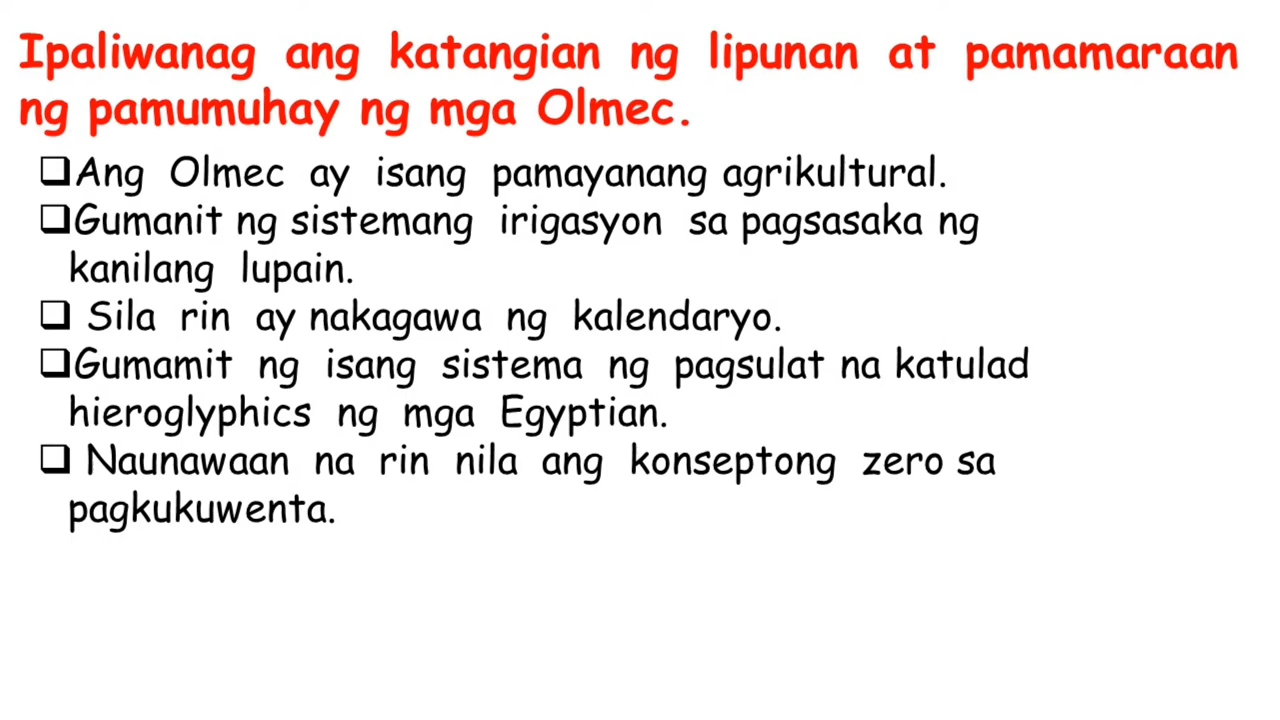 Ipaliwanag ang katangian ng lipunan at pamamaraan
ng pamumuhay ng mga Olmec.
❑Ang Olmec ay isang pamayanang agrikultural.
❑Gumanit ng sistemang irigasyon sa pagsasaka ng
kanilang lupain.
❑ Sila rin ay nakagawa ng kalendaryo.
❑Gumamit ng isang sistema ng pagsulat na katulad
hieroglyphics ng mga Egyptian.
❑ Naunawaan na rin nila ang konseptong zero sa
pagkukuwenta.